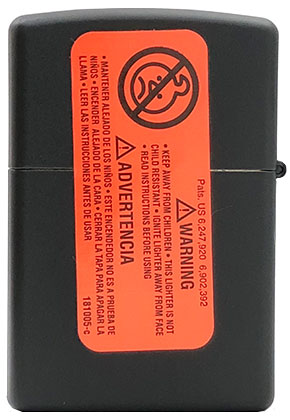 Pats. US 6,247,920 6,902,392
⚠ WARNING
• KEEP AWAY FROM CHILDREN • THIS LIGHTER IS NOT
CHILD RESISTANT • IGNITE LIGHTER AWAY FROM FACE
• READ INSTRUCTIONS BEFORE USING
⚠ ADVERTENCIA
• MANTENER ALEJADO DE LOS NIÑOS • ESTE ENCENDEDOR NO ES A PRUEBA DE
NIÑOS • ENCENDER ALEJADO DE LA CARA • CERRAR LA TAPA PARA APAGAR LA
LLAMA • LEER LAS INSTRUCCIONES ANTES DE USAR
181005-c